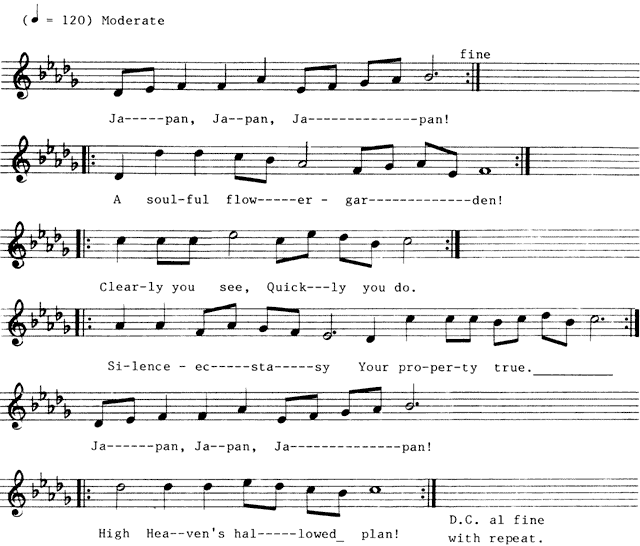 (♩ = 120) Moderate
fine
Ja-----pan, Ja--pan, Ja--------------pan!
A soul-ful flow-----er - gar-------------den!
Clear-ly you see, Quick---ly you do.
Si-lence - ec-----sta-----sy Your pro-per-ty true.__________
Ja------pan, Ja--pan, Ja--------------pan!
High Hea--ven's hal-----lowed_ plan!
D.C. al fine
with repeat.